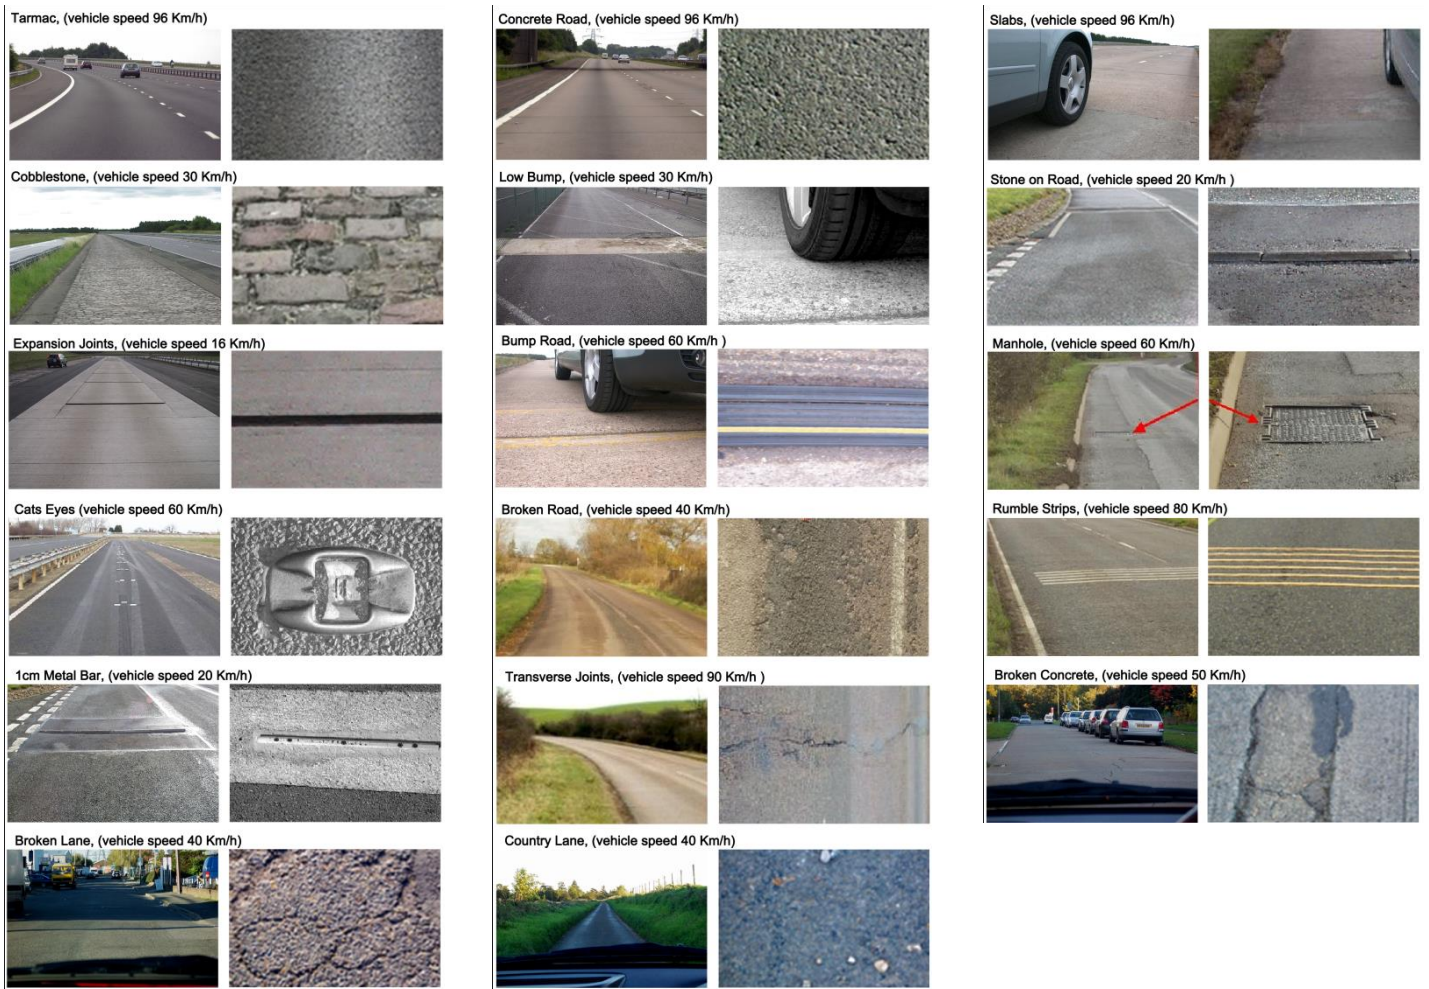 Tarmac, (vehicle speed 96 Km/h)
Concrete Road, (vehicle speed 96 Km/h)
Slabs, (vehicle speed 96 Km/h)
Cobblestone, (vehicle speed 30 Km/h)
Low Bump, (vehicle speed 30 Km/h)
Stone on Road, (vehicle speed 20 Km/h )
Expansion Joints, (vehicle speed 16 Km/h)
Bump Road, (vehicle speed 60 Km/h )
Manhole, (vehicle speed 60 Km/h)
Cats Eyes (vehicle speed 60 Km/h)
Broken Road, (vehicle speed 40 Km/h)
Rumble Strips, (vehicle speed 80 Km/h)
1cm Metal Bar, (vehicle speed 20 Km/h)
Transverse Joints, (vehicle speed 90 Km/h )
Broken Concrete, (vehicle speed 50 Km/h)
Broken Lane, (vehicle speed 40 Km/h)
Country Lane, (vehicle speed 40 Km/h)